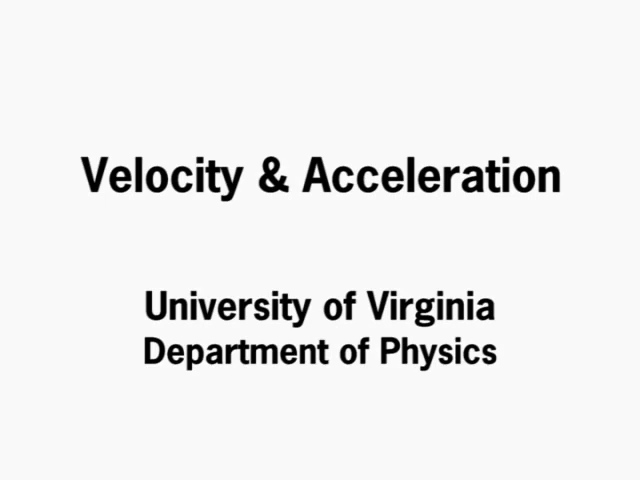 Velocity & Acceleration
University of Virginia
Department of Physics